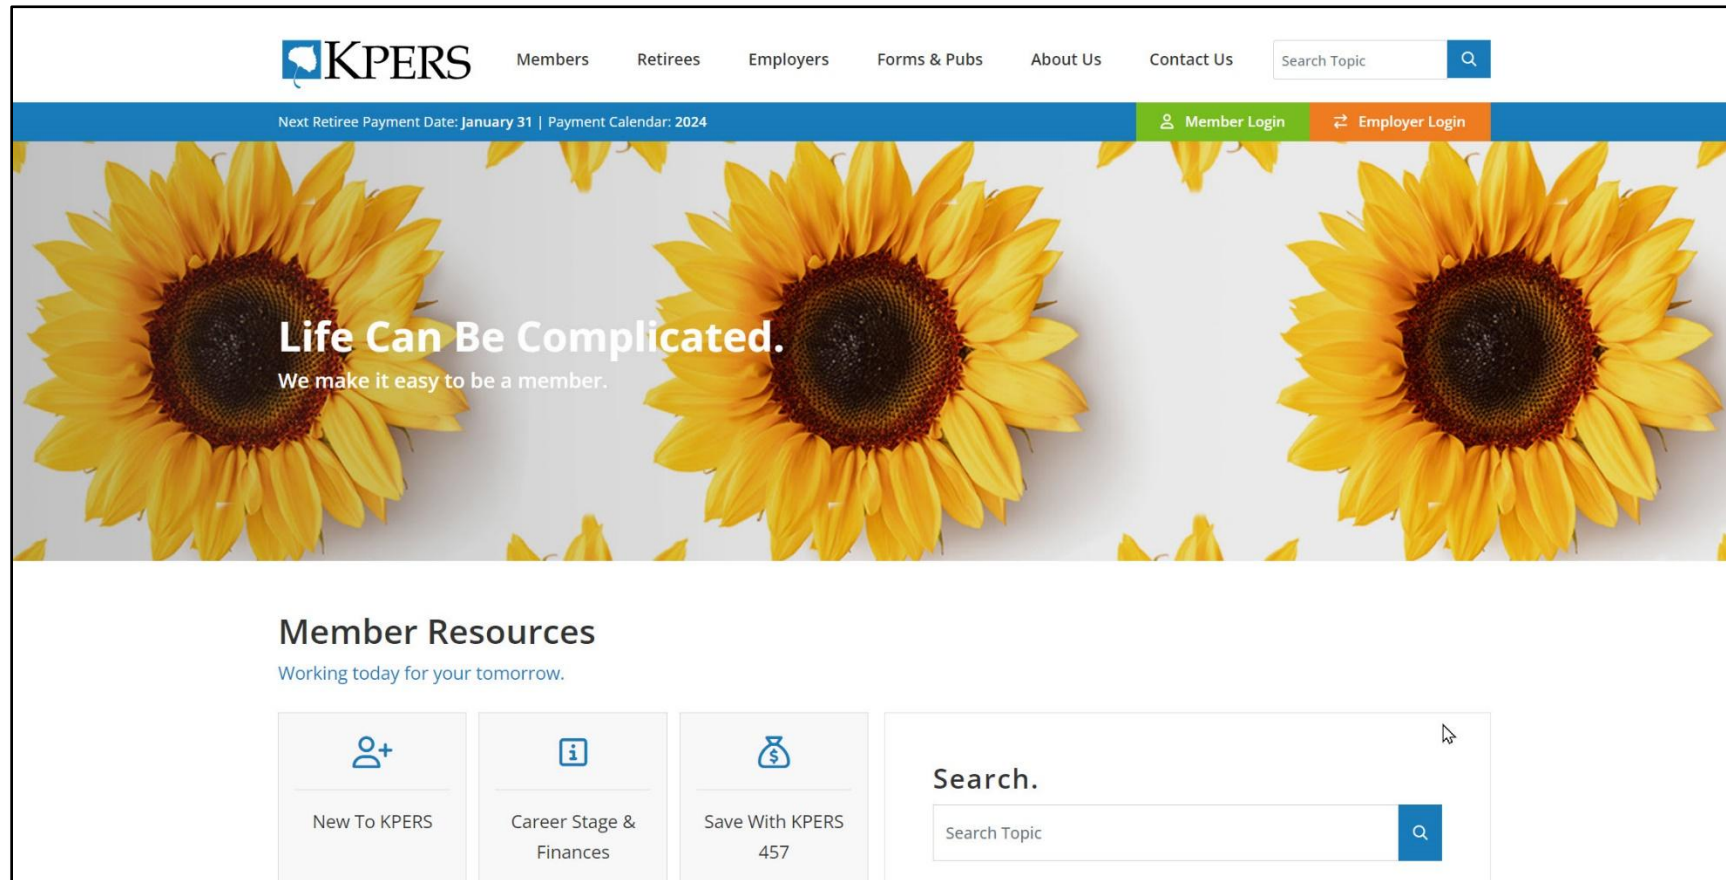 KPERS
Members Retirees Employers Forms & Pubs About Us Contact Us Search Topic
Next Retiree Payment Date: January 31 | Payment Calendar: 2024 Member Login Employer Login
Life Can Be Complicated.
We make it easy to be a member.
Member Resources
Working today for your tomorrow.
New To KPERS
Career Stage &
Finances
Save With KPERS
457
Search.
Search Topic